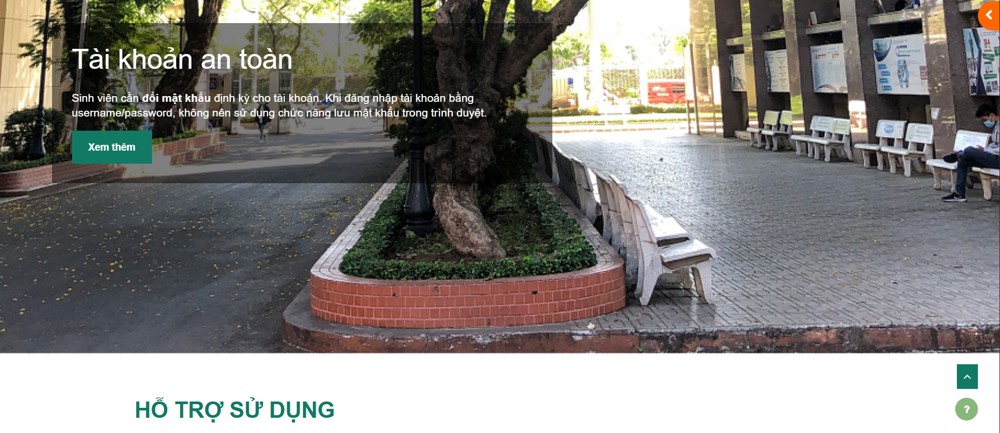 Tài khoản an toàn
Sinh viên cần đổi mật khẩu định kỳ cho tài khoản. Khi đăng nhập tài khoản bằng
username/password, không nên sử dụng chức năng lưu mật khẩu trong trình duyệt.
Xem thêm
HỖ TRỢ SỬ DỤNG
?